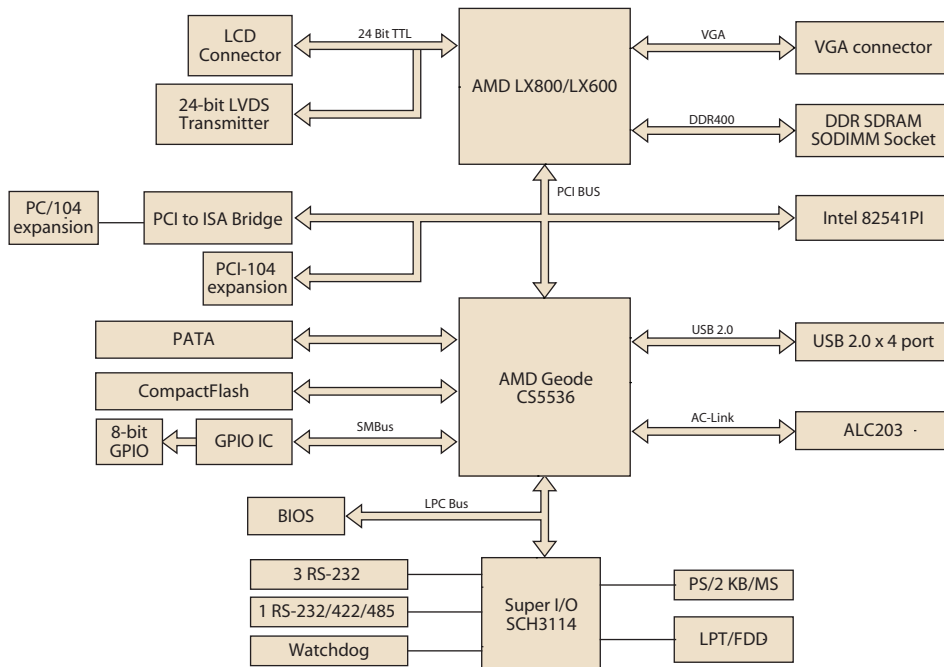 LCD
Connector
24 Bit TTL
AMD LX800/LX600
VGA
VGA connector
24-bit LVDS
Transmitter
DDR400
DDR SDRAM
SODIMM Socket
PCI BUS
PC/104
expansion
PCI to ISA Bridge
Intel 82541PI
PCI-104
expansion
PATA
AMD Geode
CS5536
USB 2.0
USB 2.0 x 4 port
CompactFlash
8-bit
GPIO
GPIO IC
SMBus
AC-Link
ALC203
BIOS
LPC Bus
3 RS-232
1 RS-232/422/485
Watchdog
Super I/O
SCH3114
PS/2 KB/MS
LPT/FDD